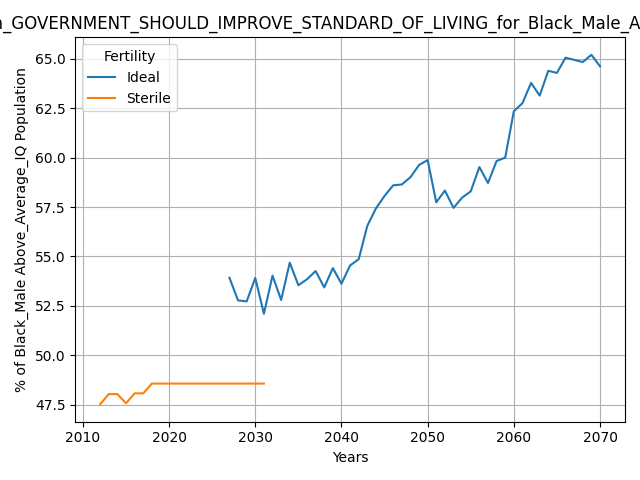 GOVERNMENT_SHOULD_IMPROVE_STANDARD_OF_LIVING_for_Black_Male_A
Fertility
Ideal
Sterile
65.0
62.5
60.0
57.5
55.0
52.5
50.0
47.5
% of Black_Male Above_Average_IQ Population
2010 2020 2030 2040 2050 2060 2070
Years